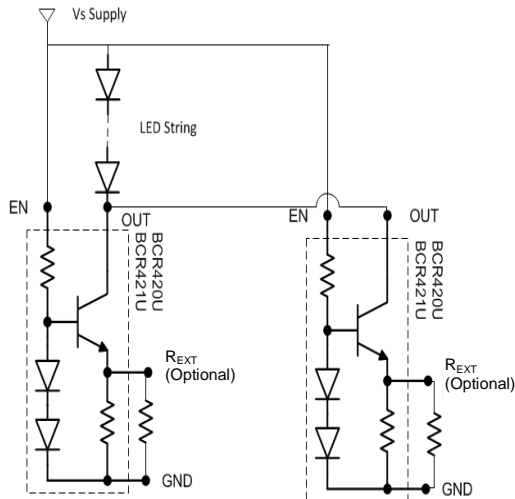 Vs Supply
LED String
EN
OUT
BCR420U
BCR421U
REXT
(Optional)
GND
EN
OUT
BCR420U
BCR421U
REXT
(Optional)
GND